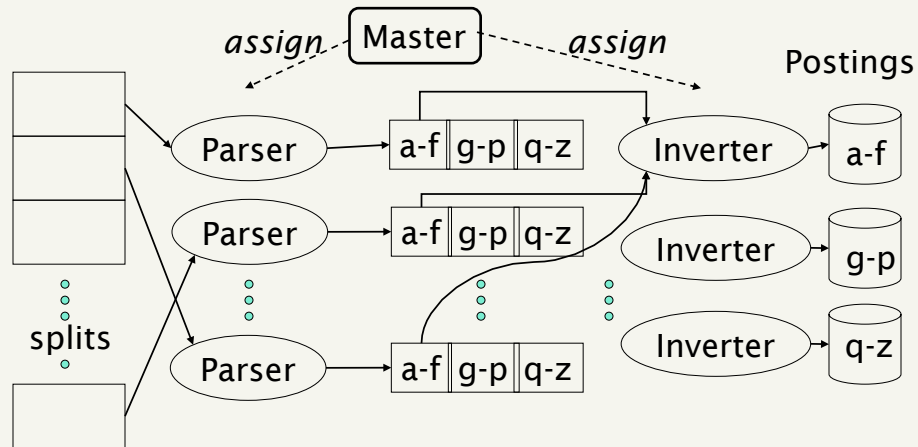 assign Master assign
Postings
Parser a-f g-p q-z Inverter a-f
Parser a-f g-p q-z Inverter g-p
splits
Parser a-f g-p q-z Inverter q-z